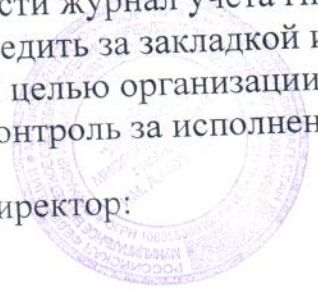 сти журнал учета
едить за закладкой и
целью организации
онтроль за исполнен
иректор: